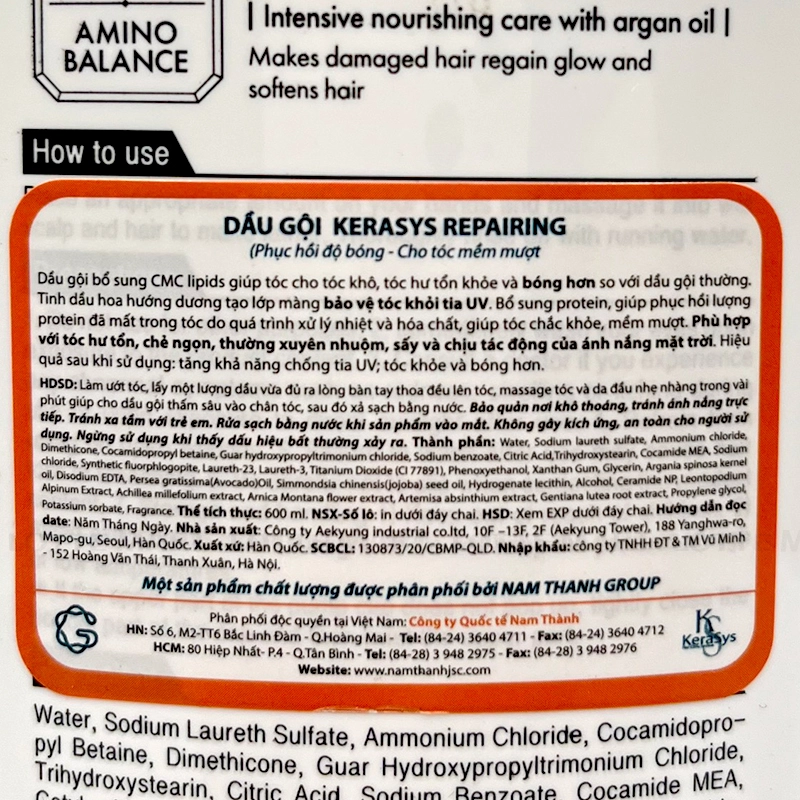 AMINO
BALANCE
| Intensive nourishing care with argan oil |
Makes damaged hair regain glow and
softens hair
How to use
DẦU GỘI KERASYS REPAIRING
(Phục hồi độ bóng - Cho tóc mềm mượt
Dầu gội bổ sung CMC lipids giúp tóc cho tóc khô, tóc hư tổn khỏe và bóng hơn so với dầu gội thường.
Tinh dầu hoa hướng dương tạo lớp màng bảo vệ tóc khỏi tia UV. Bổ sung protein, giúp phục hồi lượng
protein đã mất trong tóc do quá trình xử lý nhiệt và hóa chất, giúp tóc chắc khỏe, mềm mượt. Phù hợp
với tóc hư tổn, chẻ ngọn, thường xuyên nhuộm, sấy và chịu tác động của ánh nắng mặt trời. Hiệu
quả sau khi sử dụng: tăng khả năng chống tia UV; tóc khỏe và bóng hơn.
HDSD: Làm ướt tóc, lấy một lượng dầu vừa đủ ra lòng bàn tay thoa đều lên tóc, massage tóc và da đầu nhẹ nhàng trong vài
phút giúp cho dầu gội thấm sâu vào chân tóc, sau đó xả sạch bằng nước. Bảo quản nơi khô thoáng, tránh ánh nắng trực
tiếp. Tránh xa tầm với trẻ em. Rửa sạch bằng nước khi sản phẩm vào mắt. Không gây kích ứng, an toàn cho người sử
dụng. Ngừng sử dụng khi thấy dấu hiệu bất thường xảy ra. Thành phần: Water, Sodium laureth sulfate, Ammonium chloride,
Dimethicone, Cocamidopropyl betaine, Guar hydroxypropyltrimonium chloride, Sodium benzoate, Citric Acid,Trihydroxystearin, Cocamide MEA, Sodium
chloride, Synthetic fluorphlogopite, Laureth-23, Laureth-3, Titanium Dioxide (CI 77891), Phenoxyethanol, Xanthan Gum, Glycerin, Argania spinosa kernel
oil, Disodium EDTA, Persea gratissima(Avocado)Oil, Simmondsia chinensis(jojoba) seed oil, Hydrogenate lecithin, Alcohol, Ceramide NP, Leontopodium
Alpinum Extract, Achillea millefolium extract, Arnica Montana flower extract, Artemisa absinthium extract, Gentiana lutea root extract, Propylene glycol,
Potassium sorbate, Fragrance. Thể tích thực: 600 ml. NSX-Số lô: in dưới đáy chai. HSD: Xem EXP dưới đáy chai. Hướng dẫn đọc
date: Năm Tháng Ngày. Nhà sản xuất: Công ty Aekyung industrial co.ltd, 10F –13F, 2F (Aekyung Tower), 188 Yanghwa-ro,
Mapo-gu, Seoul, Hàn Quốc. Xuất xứ: Hàn Quốc. SCBCL: 130873/20/CBMP-QLD. Nhập khẩu: công ty TNHH ĐT & TM Vũ Minh
- 152 Hoàng Văn Thái, Thanh Xuân, Hà Nội.
Một sản phẩm chất lượng được phân phối bởi NAM THANH GROUP
Phân phối độc quyền tại Việt Nam: Công ty Quốc tế Nam Thành
HN: Số 6, M2-TT6 Bắc Linh Đàm - Q.Hoàng Mai - Tel: (84-24) 3640 4711 - Fax: (84-24) 3640 4712
HCM: 80 Hiệp Nhất- P.4 - Q.Tân Bình - Tel: (84-28) 3 948 2975 - Fax: (84-28) 3 948 2976
Website: www.namthanhjsc.com
KeraSys
Water, Sodium Laureth Sulfate, Ammonium Chloride, Cocamidopro-
pyl Betaine, Dimethicone, Guar Hydroxypropyltrimonium Chloride,
Trihydroxystearin, Citric Acid, Sodium Benzoate, Cocamide MEA,